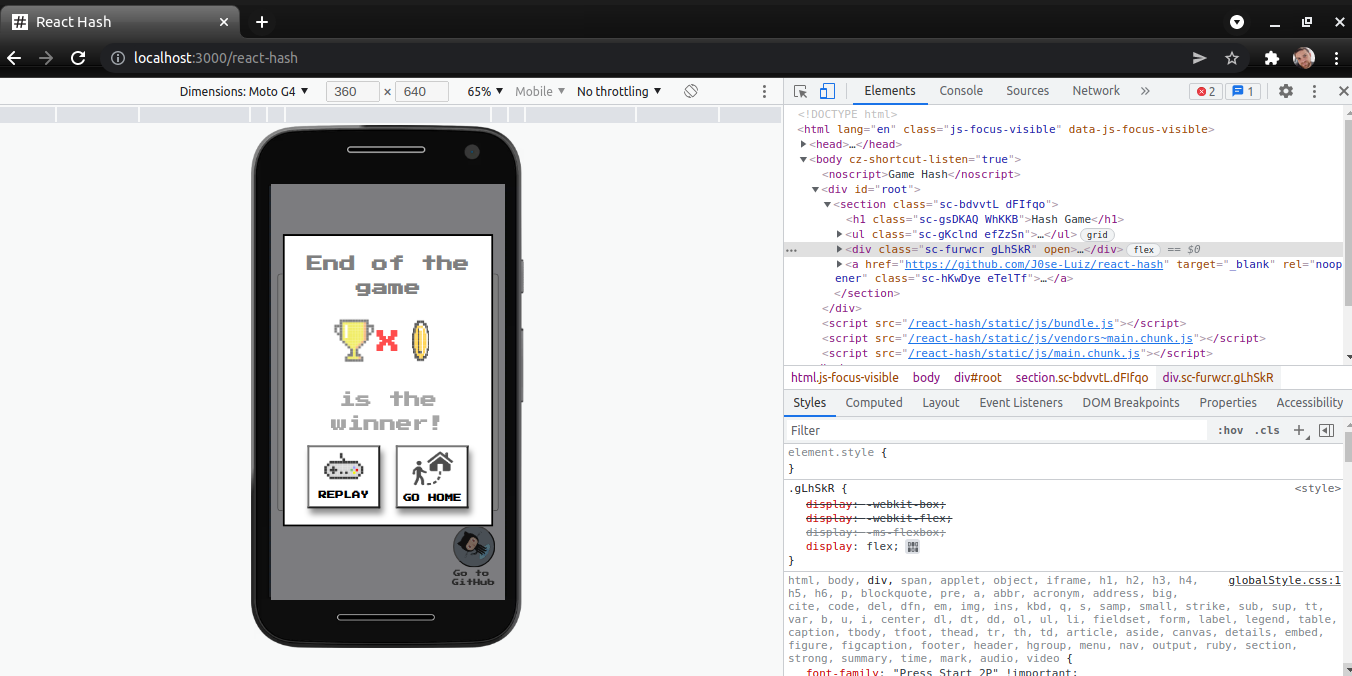 # React Hash
localhost:3000/react-hash
Dimensions: Moto G4 ▼ 360 × 640 65% ▼ Mobile ▼ No throttling ▼
Elements Console Sources Network » 2 1
<!DOCTYPE html>
<html lang="en" class="js-focus-visible" data-js-focus-visible>
▶<head>…</head>
▼<body cz-shortcut-listen="true">
<noscript>Game Hash</noscript>
▼<div id="root">
▼<section class="sc-bdvvtL dFIfqo">
<h1 class="sc-gsDKAQ WhKKB">Hash Game</h1>
▶<ul class="sc-gKclnd efZzSn">…</ul> grid
… ▶<div class="sc-furwcr gLhSkR" open>…</div> flex == $0
▶<a href="https://github.com/J0se-Luiz/react-hash" target="_blank" rel="noop
ener" class="sc-hKwDye eTelTf">…</a>
</section>
</div>
<script src="/react-hash/static/js/bundle.js"></script>
<script src="/react-hash/static/js/vendors~main.chunk.js"></script>
<script src="/react-hash/static/js/main.chunk.js"></script>
html.js-focus-visible body div#root section.sc-bdvvtL.dFIfqo div.sc-furwcr.gLhSkR
Styles Computed Layout Event Listeners DOM Breakpoints Properties Accessibility
Filter :hov .cls +
element.style {
}
.gLhSkR { <style>
display: -webkit-box;
display: -webkit-flex;
display: -ms-flexbox;
display: flex;
}
html, body, div, span, applet, object, iframe, h1, h2, h3, h4, globalStyle.css:1
h5, h6, p, blockquote, pre, a, abbr, acronym, address, big,
cite, code, del, dfn, em, img, ins, kbd, q, s, samp, small, strike, sub, sup, tt,
var, b, u, i, center, dl, dt, dd, ol, ul, li, fieldset, form, label, legend, table,
caption, tbody, tfoot, thead, tr, th, td, article, aside, canvas, details, embed,
figure, figcaption, footer, header, hgroup, menu, nav, output, ruby, section,
strong, summary, time, mark, audio, video {
font-family: "Press Start 2P" !important;
End of the
game
X
is the
winner!
REPLAY GO HOME
Go to
GitHub